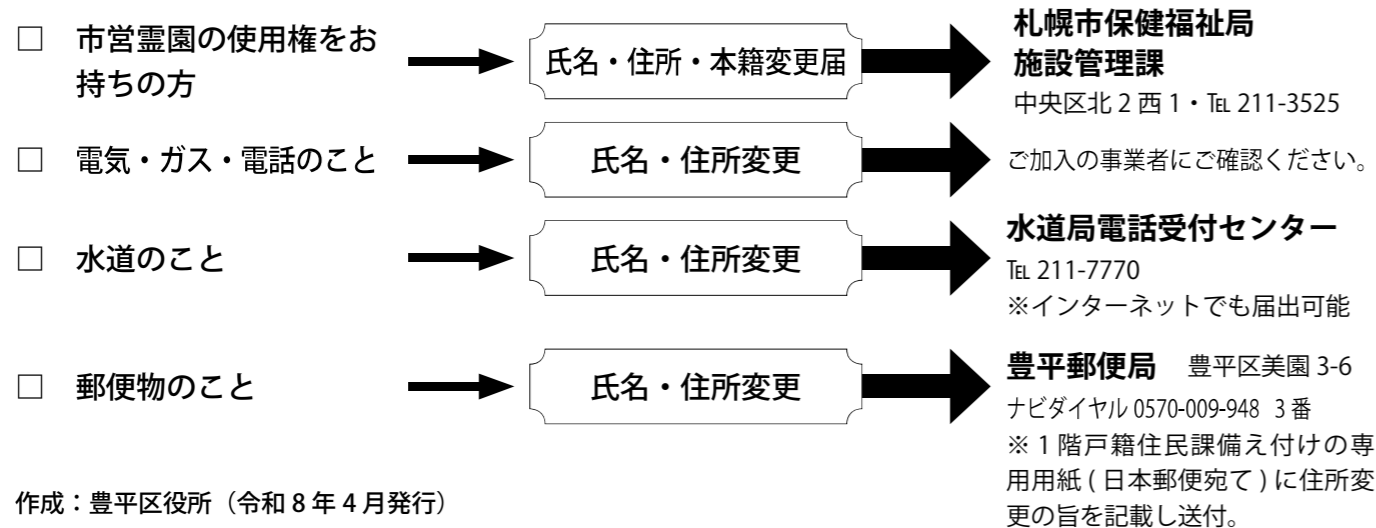 □ 市営霊園の使用権をお
持ちの方
氏名・住所・本籍変更届
札幌市保健福祉局
施設管理課
中央区北 2 西 1・℡ 211-3525
□ 電気・ガス・電話のこと
氏名・住所変更
ご加入の事業者にご確認ください。
□ 水道のこと
氏名・住所変更
水道局電話受付センター
℡ 211-7770
※インターネットでも届出可能
□ 郵便物のこと
氏名・住所変更
豊平郵便局 豊平区美園 3-6
ナビダイヤル 0570-009-948 3 番
※ 1 階戸籍住民課備え付けの専
用用紙 ( 日本郵便宛て ) に住所変
更の旨を記載し送付。
作成：豊平区役所（令和 8 年 4 月発行）